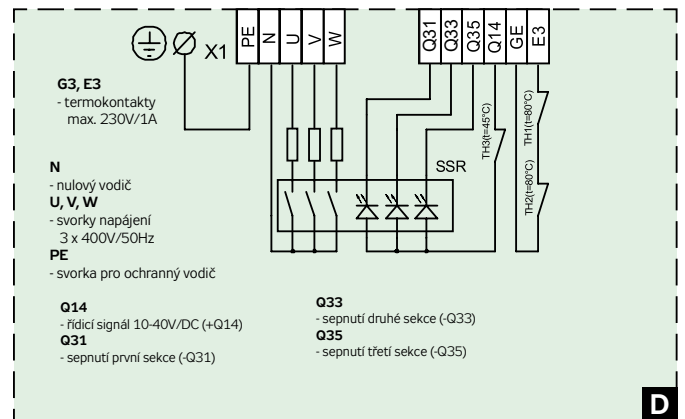 X1
PE
N
U
V
W
Q31
Q33
Q35
Q14
GE
E3
G3, E3
- termokontakty
max. 230V/1A
TH3(t=45°C)
TH1(t=80°C)
TH2(t=80°C)
SSR
N
- nulový vodič
U, V, W
- svorky napájení
3 x 400V/50Hz
PE
- svorka pro ochranný vodič
Q14
- řídicí signál 10-40V/DC (+Q14)
Q31
- sepnutí první sekce (-Q31)
Q33
- sepnutí druhé sekce (-Q33)
Q35
- sepnutí třetí sekce (-Q35)
D